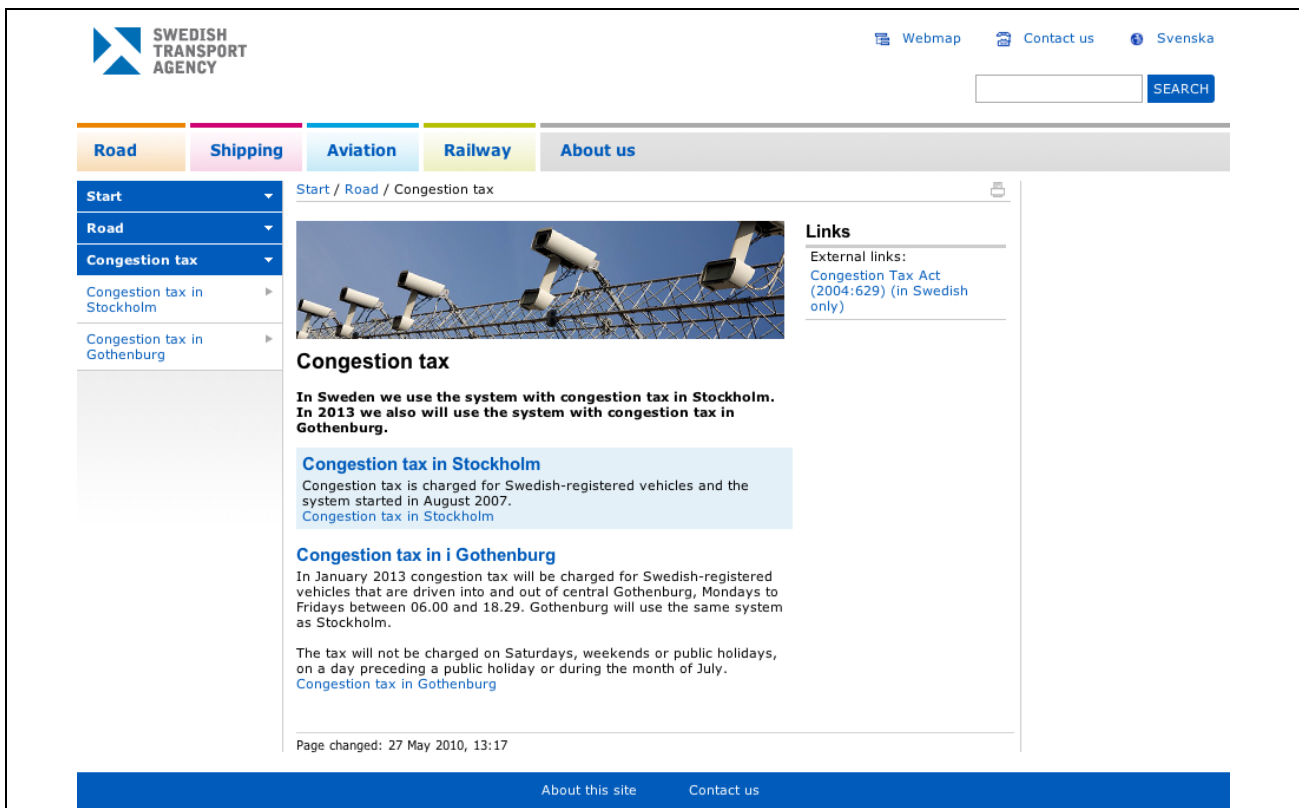 SWEDISH
TRANSPORT
AGENCY
Webmap
Contact us
Svenska
SEARCH
Road
Shipping
Aviation
Railway
About us
Start
Road
Congestion tax
Congestion tax in
Stockholm
Congestion tax in
Gothenburg
Start / Road / Congestion tax
Congestion tax
In Sweden we use the system with congestion tax in Stockholm.
In 2013 we also will use the system with congestion tax in
Gothenburg.
Congestion tax in Stockholm
Congestion tax is charged for Swedish-registered vehicles and the
system started in August 2007.
Congestion tax in Stockholm
Congestion tax in i Gothenburg
In January 2013 congestion tax will be charged for Swedish-registered
vehicles that are driven into and out of central Gothenburg, Mondays to
Fridays between 06.00 and 18.29. Gothenburg will use the same system
as Stockholm.
The tax will not be charged on Saturdays, weekends or public holidays,
on a day preceding a public holiday or during the month of July.
Congestion tax in Gothenburg
Page changed: 27 May 2010, 13:17
Links
External links:
Congestion Tax Act
(2004:629) (in Swedish
only)
About this site
Contact us